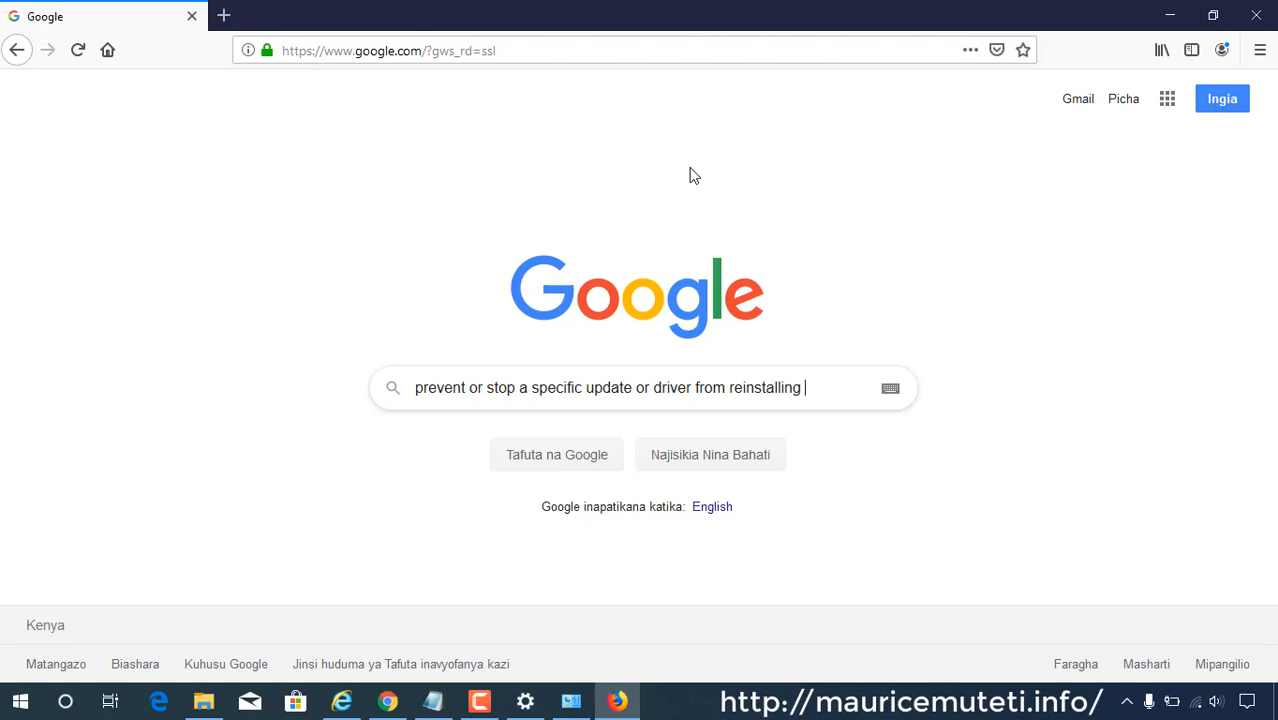 Google
https://www.google.com/?gws_rd=ssl
Gmail Picha Ingia
Google
prevent or stop a specific update or driver from reinstalling
Tafuta na Google Najisikia Nina Bahati
Google inapatikana katika: English
Kenya
Matangazo Biashara Kuhusu Google Jinsi huduma ya Tafuta inavyofanya kazi Faragha Masharti Mipangilio
http://mauricemuteti.info/